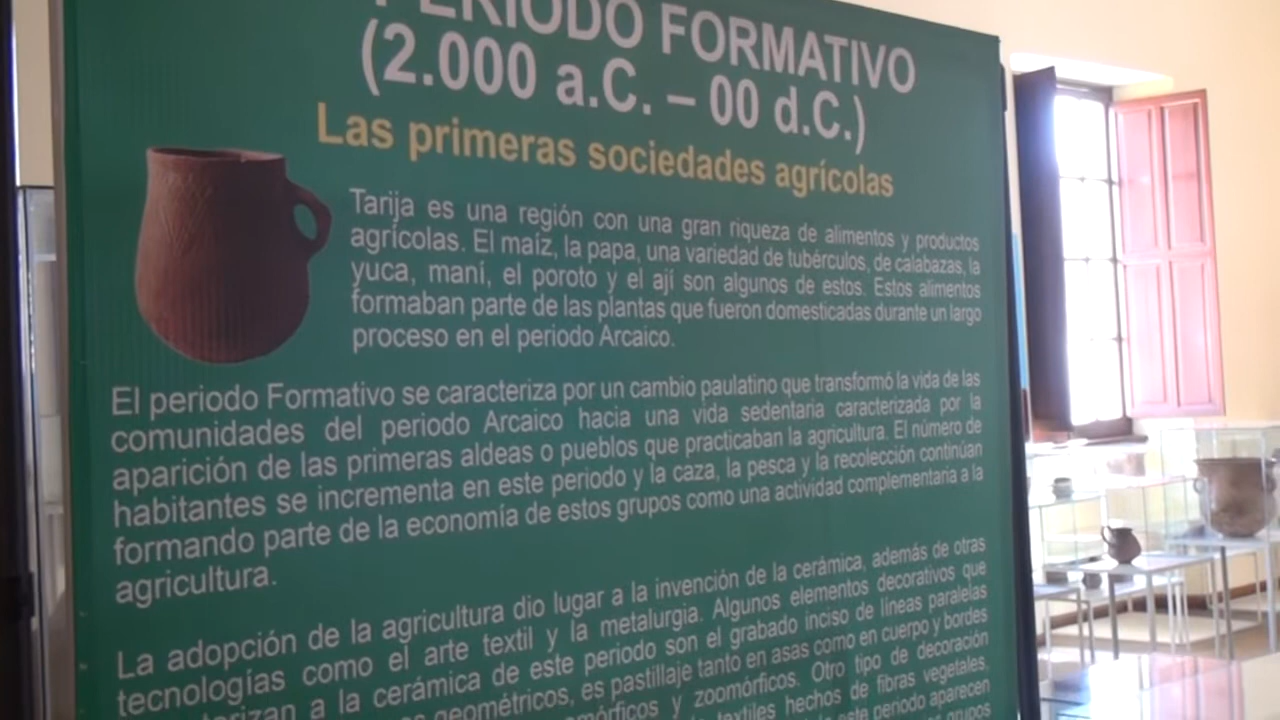 PERIODO FORMATIVO
(2.000 a.C. – 00 d.C.)
Las primeras sociedades agrícolas
Tarija es una región con una gran riqueza de alimentos y productos
agrícolas. El maíz, la papa, una variedad de tubérculos, de calabazas, la
yuca, maní, el poroto y el ají son algunos de estos. Estos alimentos
formaban parte de las plantas que fueron domesticadas durante un largo
proceso en el periodo Arcaico.
El periodo Formativo se caracteriza por un cambio paulatino que transformó la vida de las
comunidades del periodo Arcaico hacia una vida sedentaria caracterizada por la
aparición de las primeras aldeas o pueblos que practicaban la agricultura. El número de
habitantes se incrementa en este periodo y la caza, la pesca y la recolección continúan
formando parte de la economía de estos grupos como una actividad complementaria a la
agricultura.
La adopción de la agricultura dio lugar a la invención de la cerámica, además de otras
tecnologías como el arte textil y la metalurgia. Algunos elementos decorativos que
a la cerámica de este periodo son el grabado inciso de líneas paralelas
geométricos, es pastillaje tanto en asas como en cuerpo y bordes
y zoomórficos. Otro tipo de decoración
textiles hechos de fibras vegetales.
este periodo aparecen
grupos